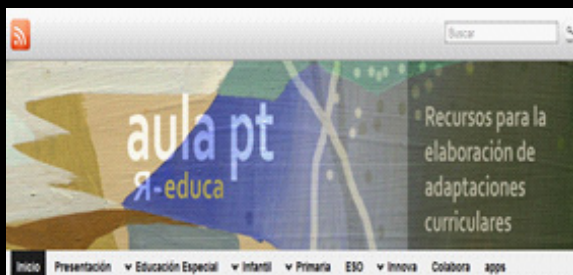 Buscar
aula pt
Я-educa
Recursos para la
elaboración de
adaptaciones
curriculares
Inicio Presentación Educación Especial Infantil Primaria ESO Innova Colabora apps